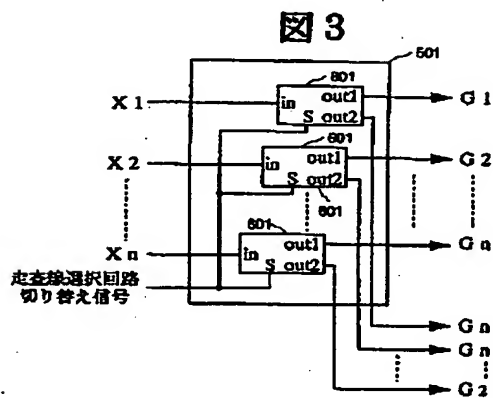 図3
501
601
X1
in
out1
S
out2
G1
601
X2
in
out1
S
out2
G2
601
601
Xn
in
out1
S
out2
Gn
走査線選択回路
切り替え信号
Gn
Gn
G2